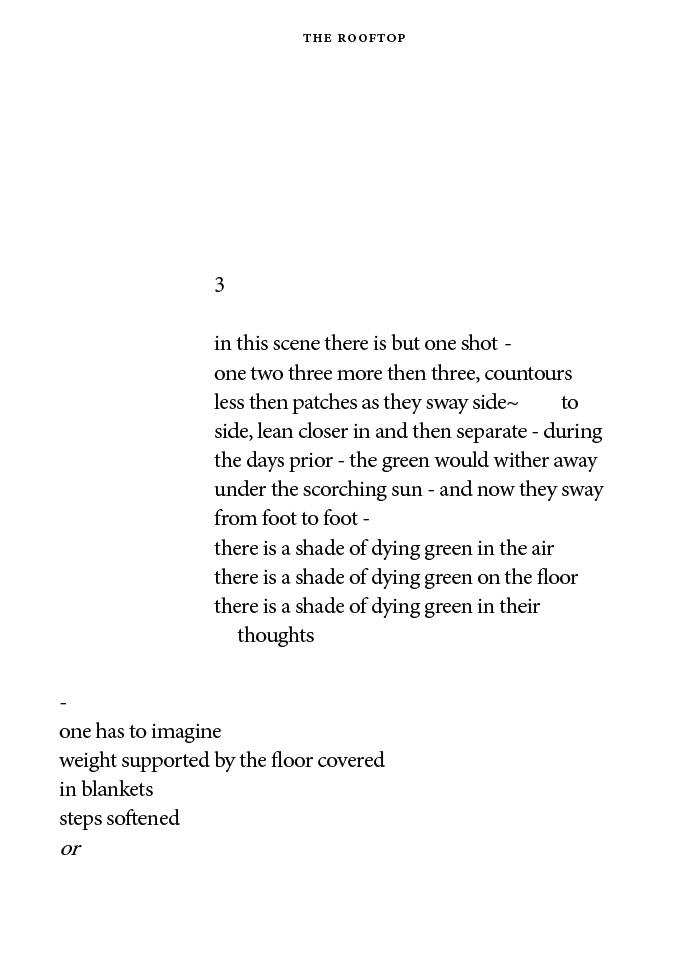 THE ROOFTOP
3
in this scene there is but one shot -
one two three more then three, countours
less then patches as they sway side~ to
side, lean closer in and then separate - during
the days prior - the green would wither away
under the scorching sun - and now they sway
from foot to foot -
there is a shade of dying green in the air
there is a shade of dying green on the floor
there is a shade of dying green in their
thoughts
-
one has to imagine
weight supported by the floor covered
in blankets
steps softened
or